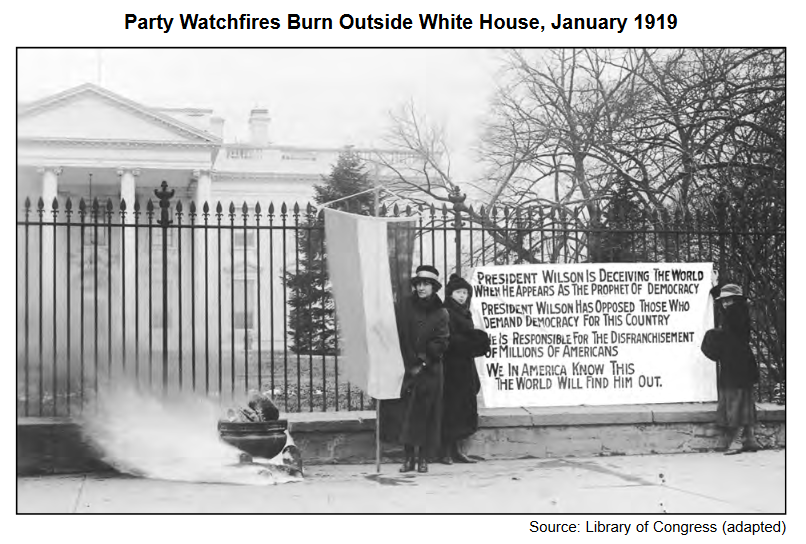 Party Watchfires Burn Outside White House, January 1919
PRESIDENT WILSON IS DECEIVING THE WORLD
WHEN HE APPEARS AS THE PROPHET OF DEMOCRACY
PRESIDENT WILSON HAS OPPOSED THOSE WHO
DEMAND DEMOCRACY FOR THIS COUNTRY
HE IS RESPONSIBLE FOR THE DISFRANCHISEMENT
OF MILLIONS OF AMERICANS
WE IN AMERICA KNOW THIS
THE WORLD WILL FIND HIM OUT.
Source: Library of Congress (adapted)